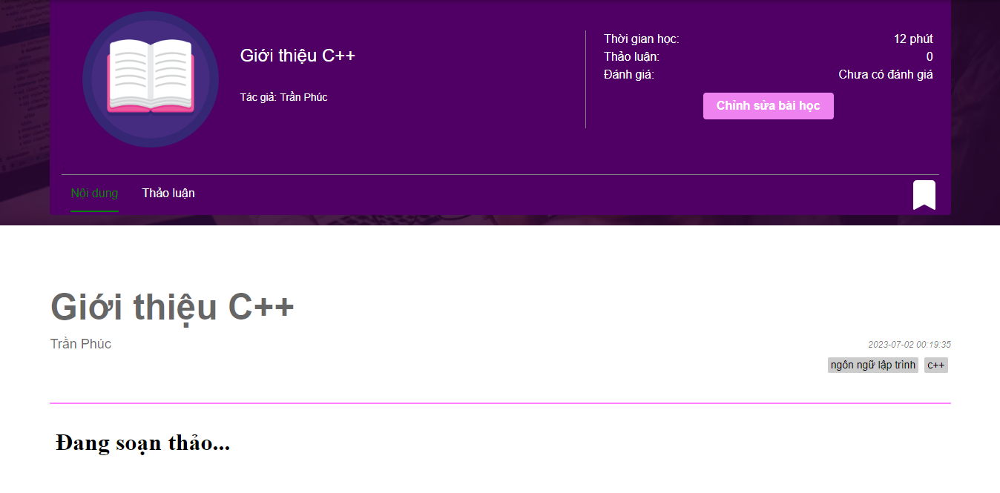 Giới thiệu C++
Tác giả: Trần Phúc
Thời gian học: 12 phút
Thảo luận: 0
Đánh giá: Chưa có đánh giá
Chỉnh sửa bài học
Nội dung Thảo luận
Giới thiệu C++
Trần Phúc 2023-07-02 00:19:35
ngôn ngữ lập trình c++
Đang soạn thảo...